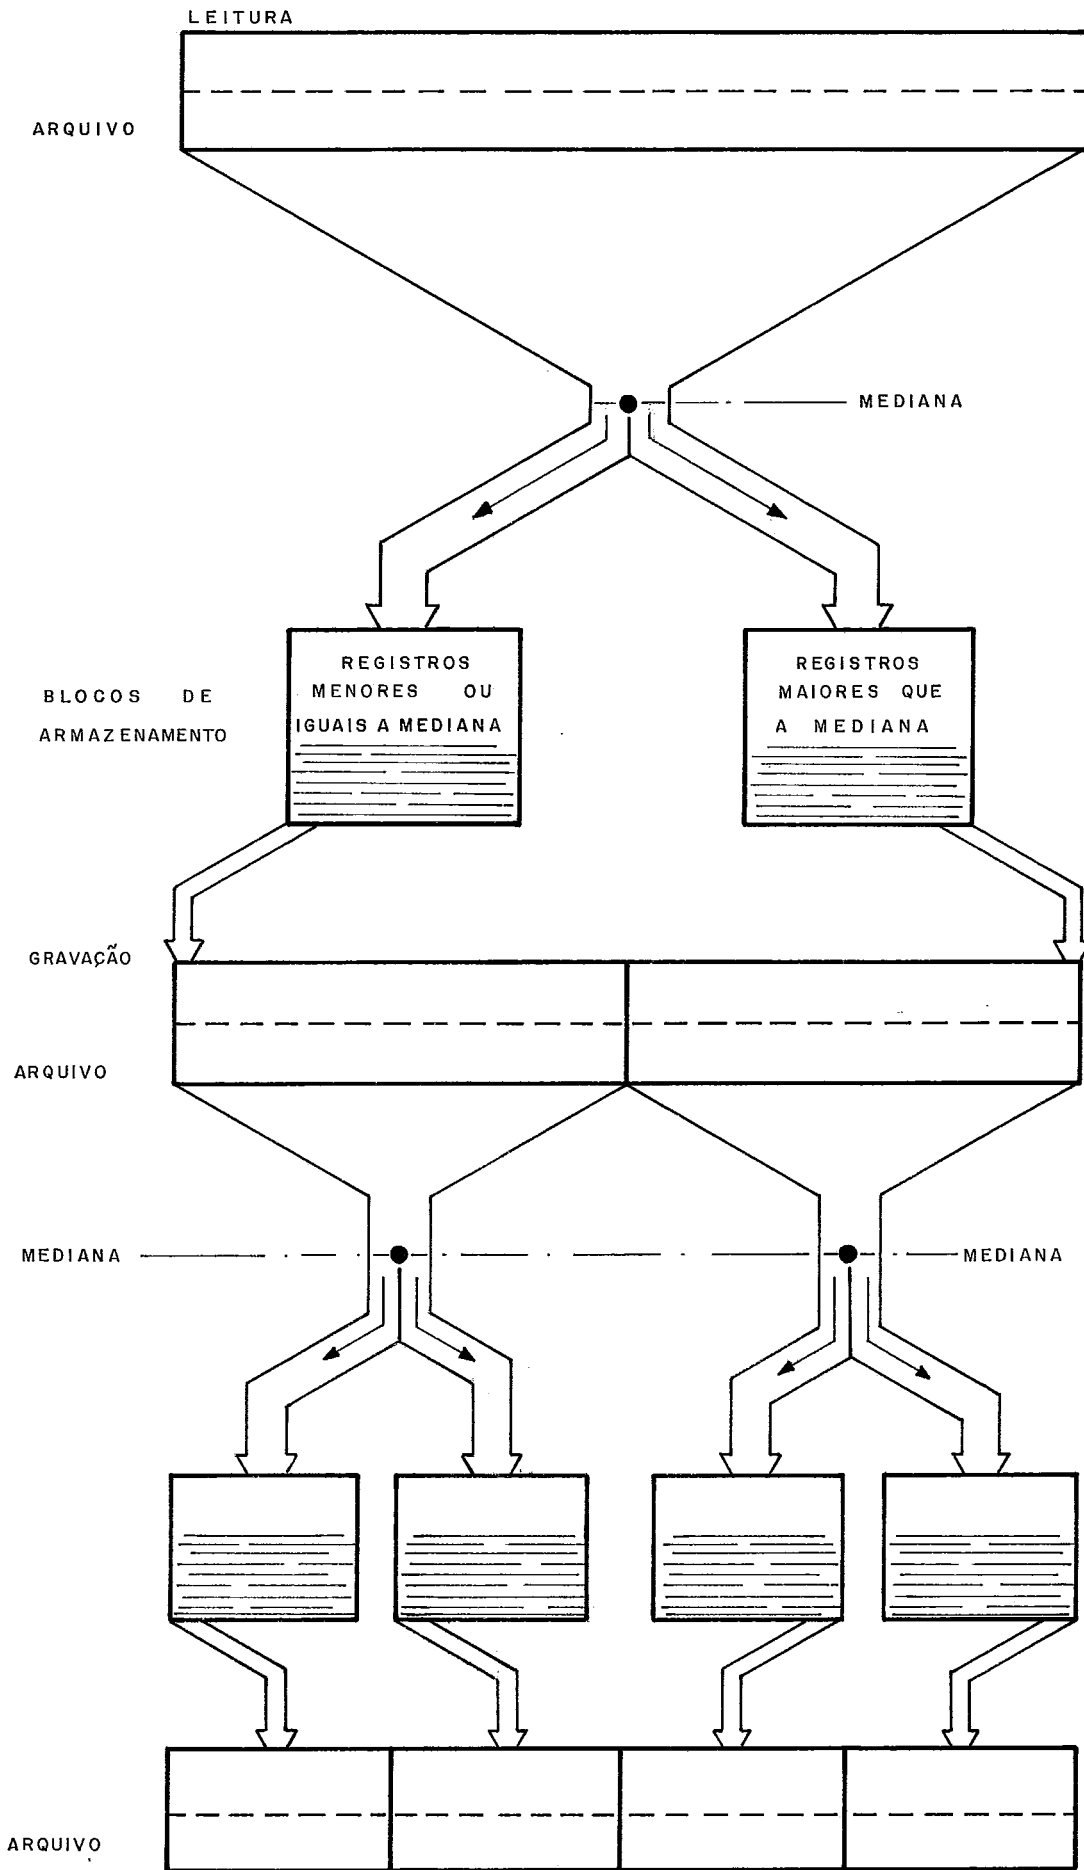 LEITURA
ARQUIVO
MEDIANA
REGISTROS
MENORES OU
IGUAIS A MEDIANA
REGISTROS
MAIORES QUE
A MEDIANA
BLOCOS DE
ARMAZENAMENTO
GRAVAÇÃO
ARQUIVO
MEDIANA
MEDIANA
ARQUIVO